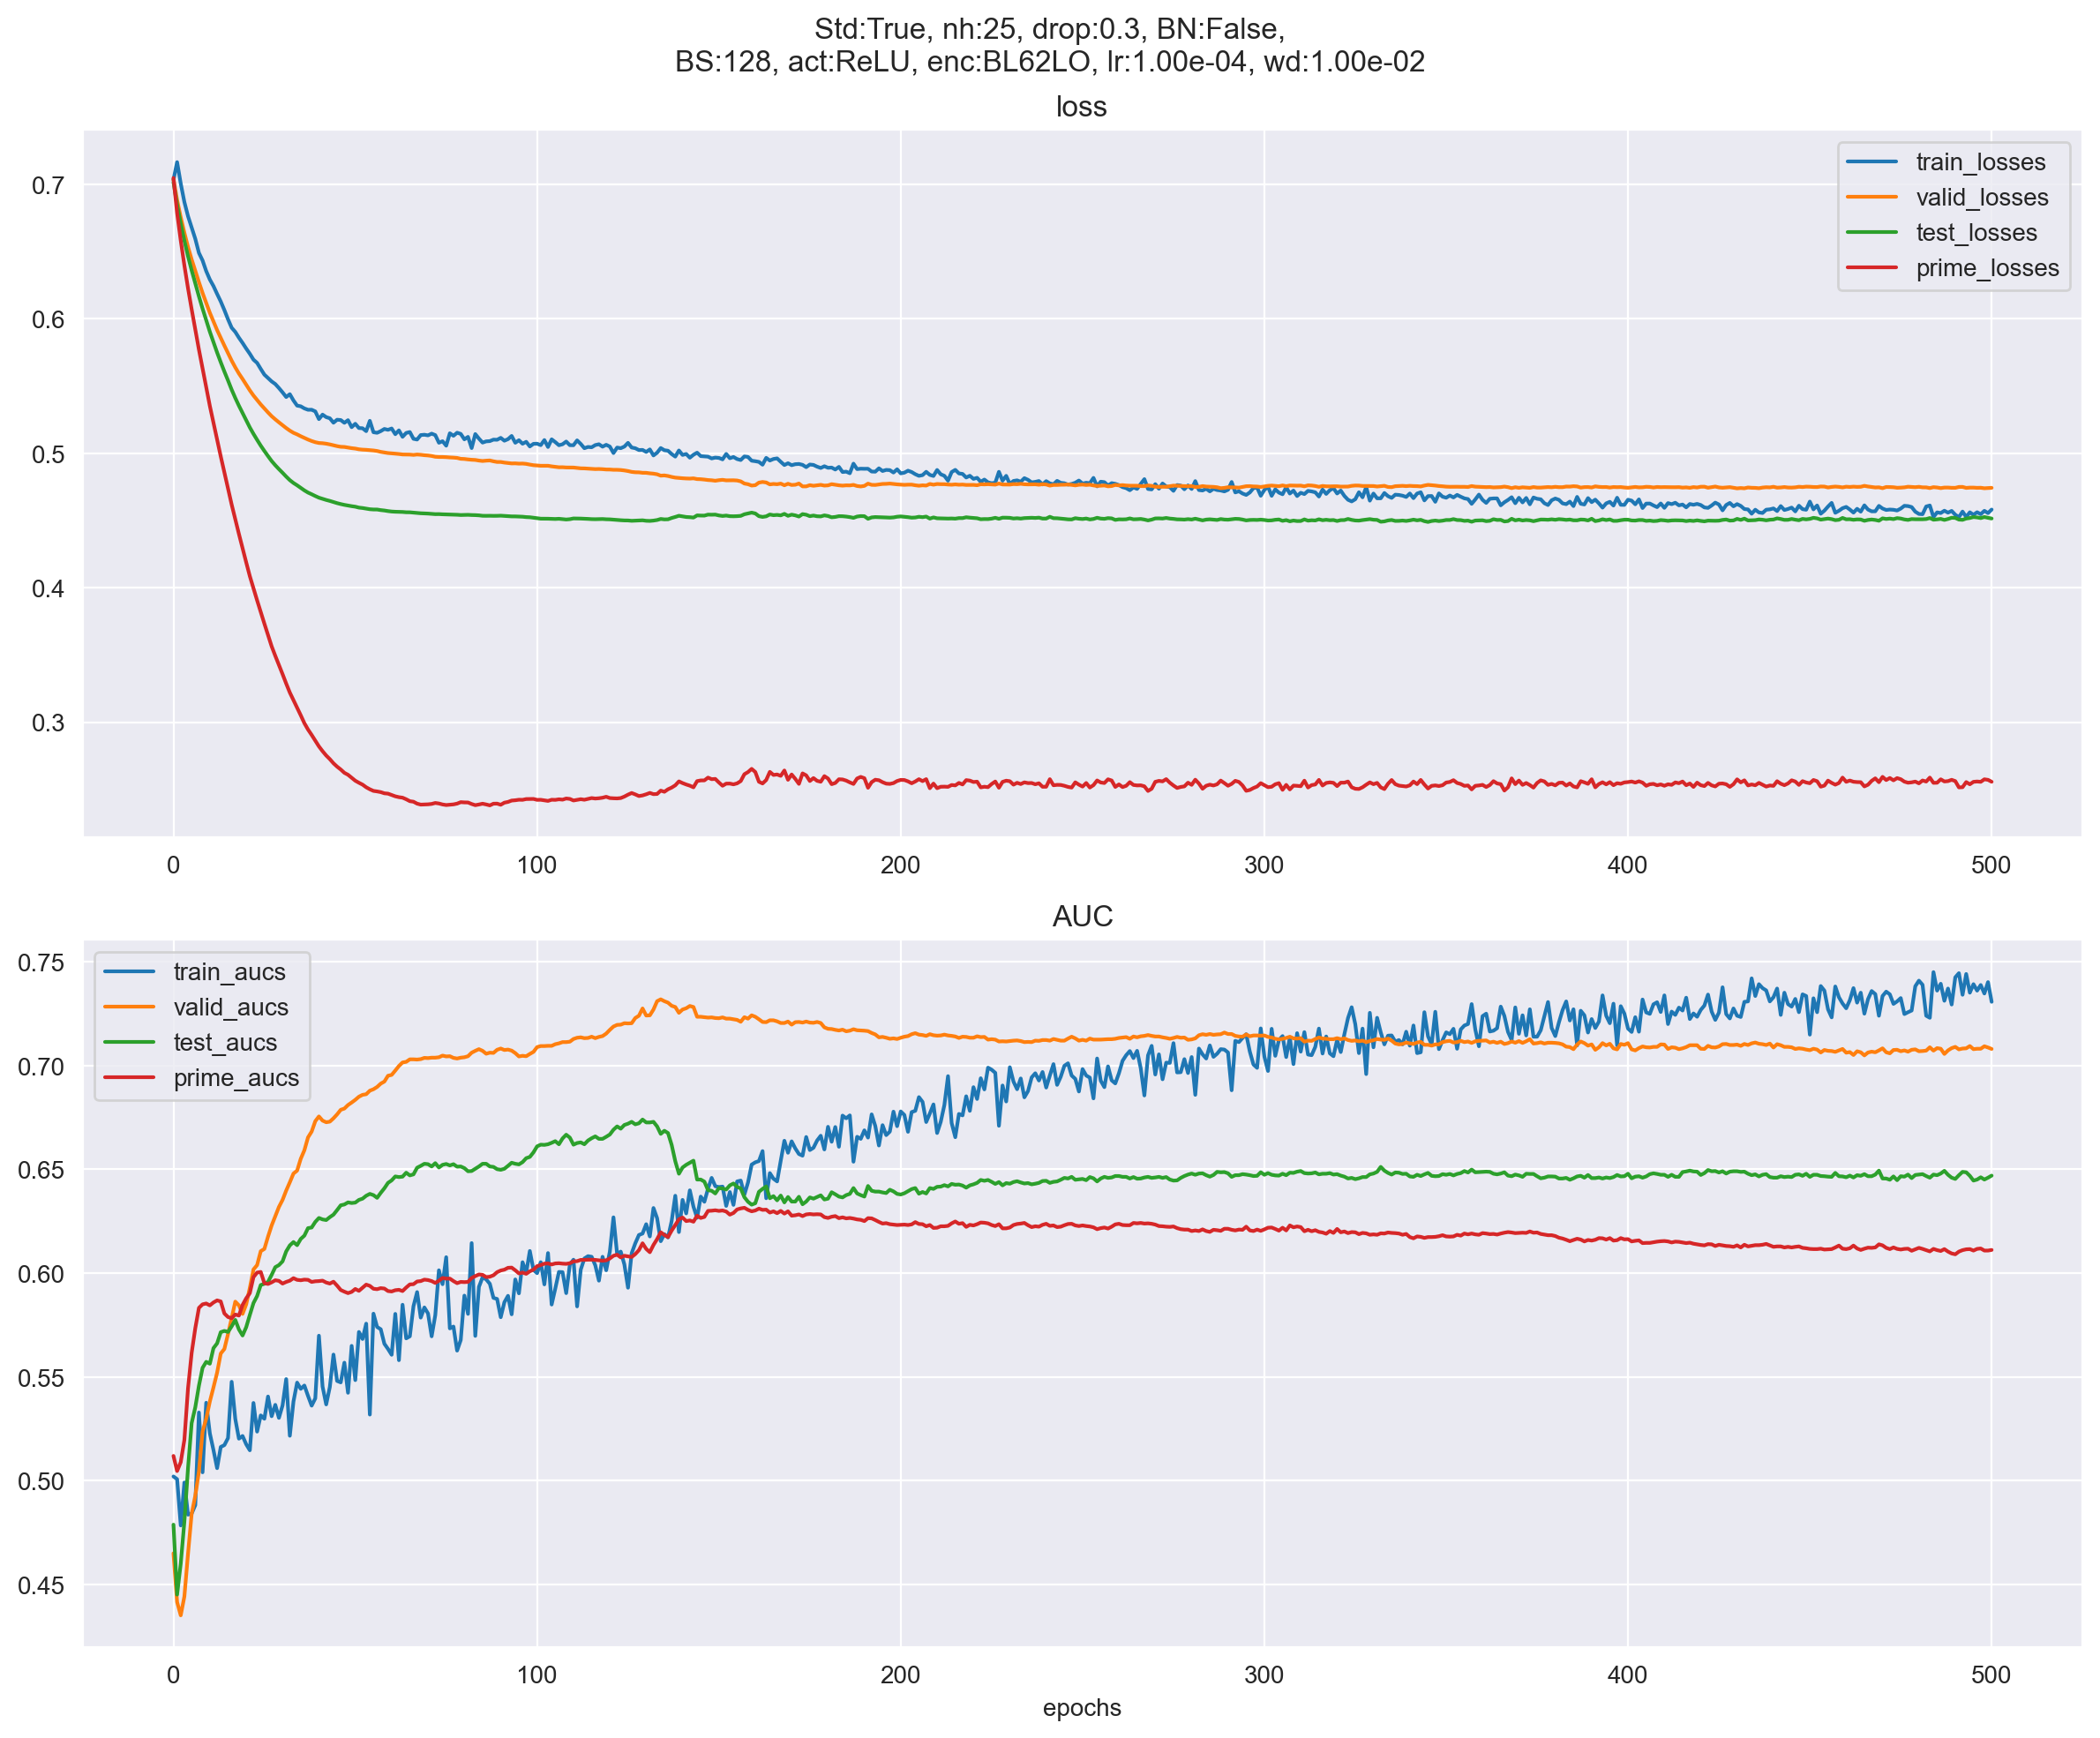 Std:True, nh:25, drop:0.3, BN:False,
BS:128, act:ReLU, enc:BL62LO, lr:1.00e-04, wd:1.00e-02
loss
train_losses
valid_losses
test_losses
prime_losses
0.7
0.6
0.5
0.4
0.3
0 100 200 300 400 500
AUC
train_aucs
valid_aucs
test_aucs
prime_aucs
0.75
0.70
0.65
0.60
0.55
0.50
0.45
0 100 200 300 400 500
epochs